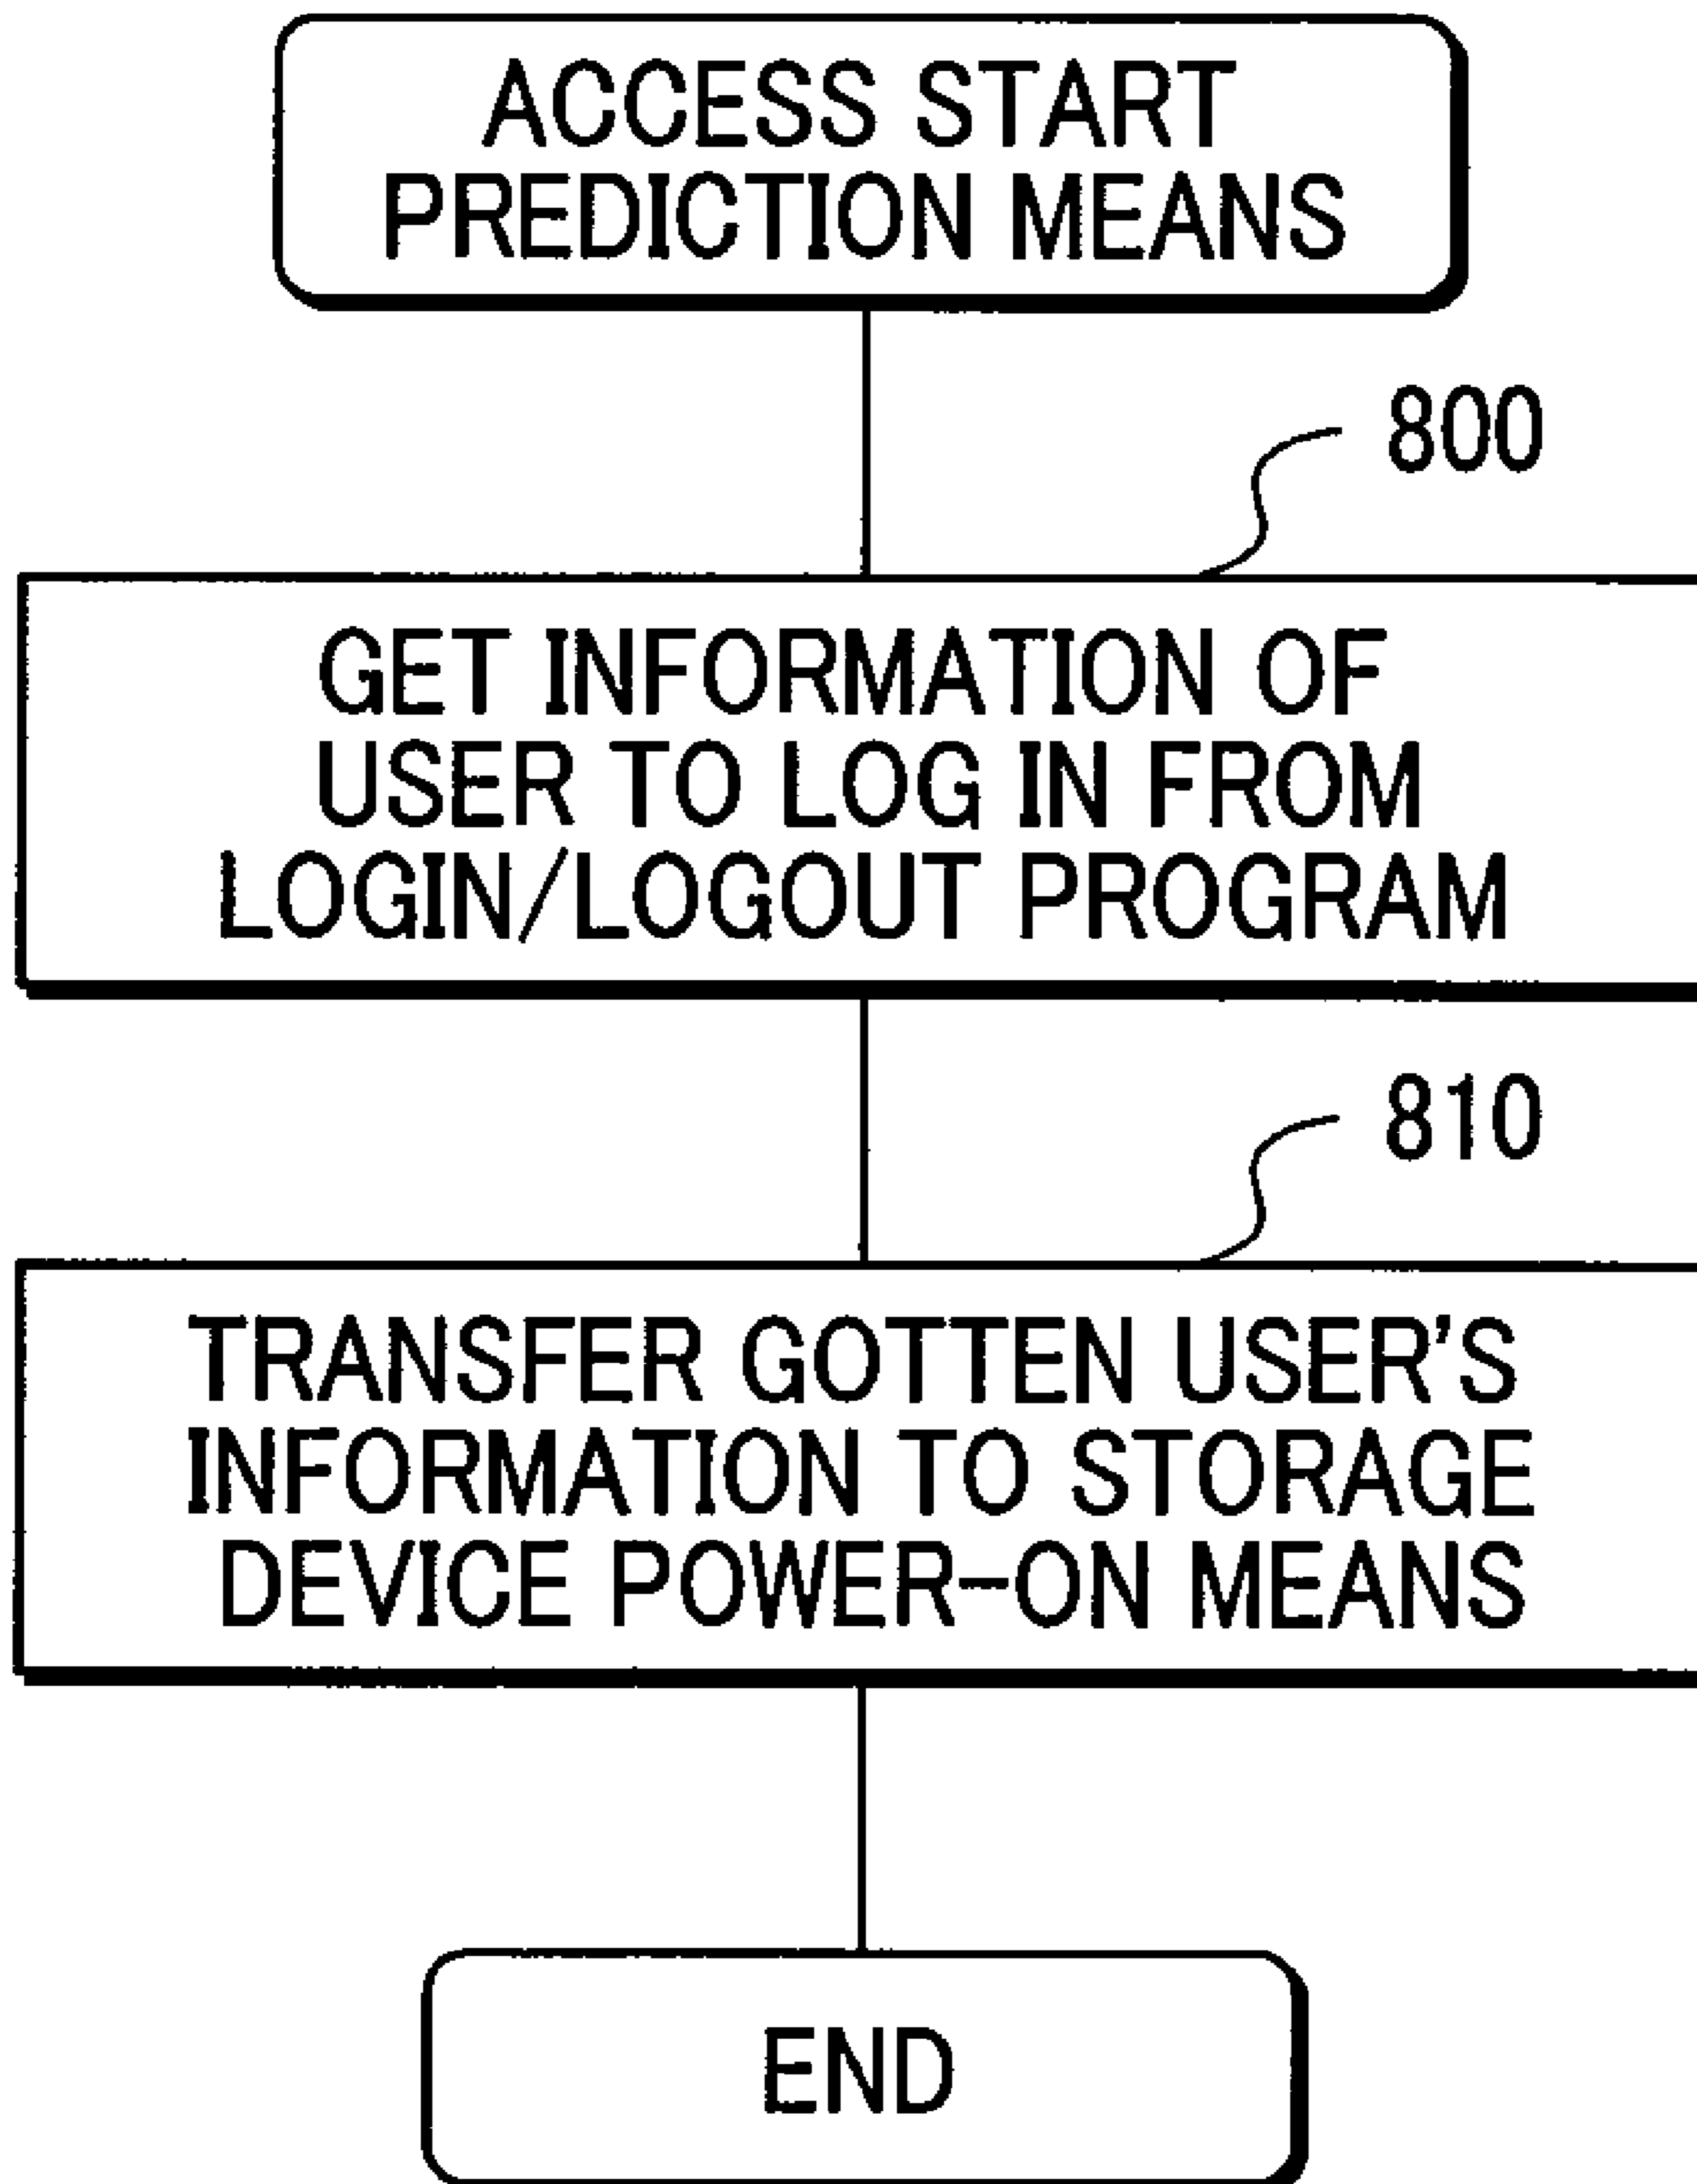 ACCESS START
PREDICTION MEANS
800
GET INFORMATION OF
USER TO LOG IN FROM
LOGIN/LOGOUT PROGRAM
810
TRANSFER GOTTEN USER'S
INFORMATION TO STORAGE
DEVICE POWER-ON MEANS
END